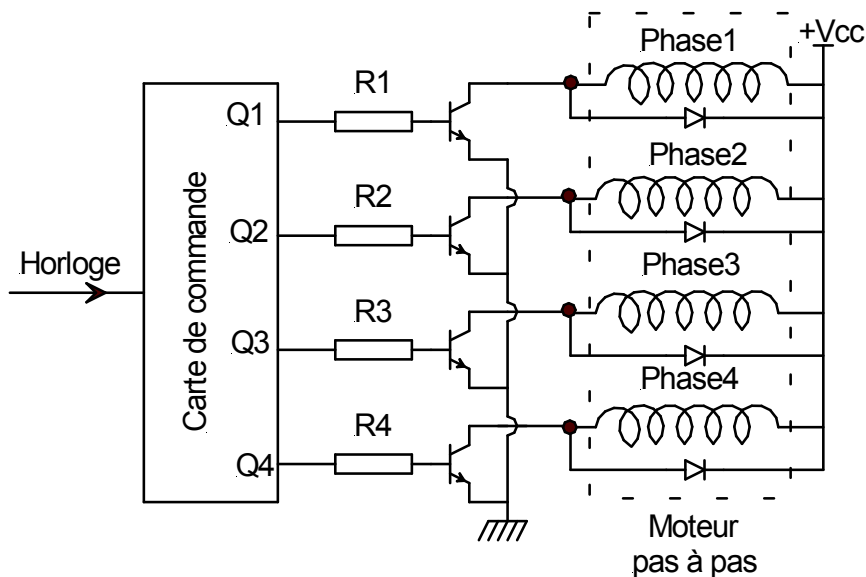 +Vcc
Phase1
R1
Q1
Phase2
R2
Q2
Horloge
Carte de commande
Phase3
R3
Q3
Phase4
R4
Q4
Moteur
pas à pas